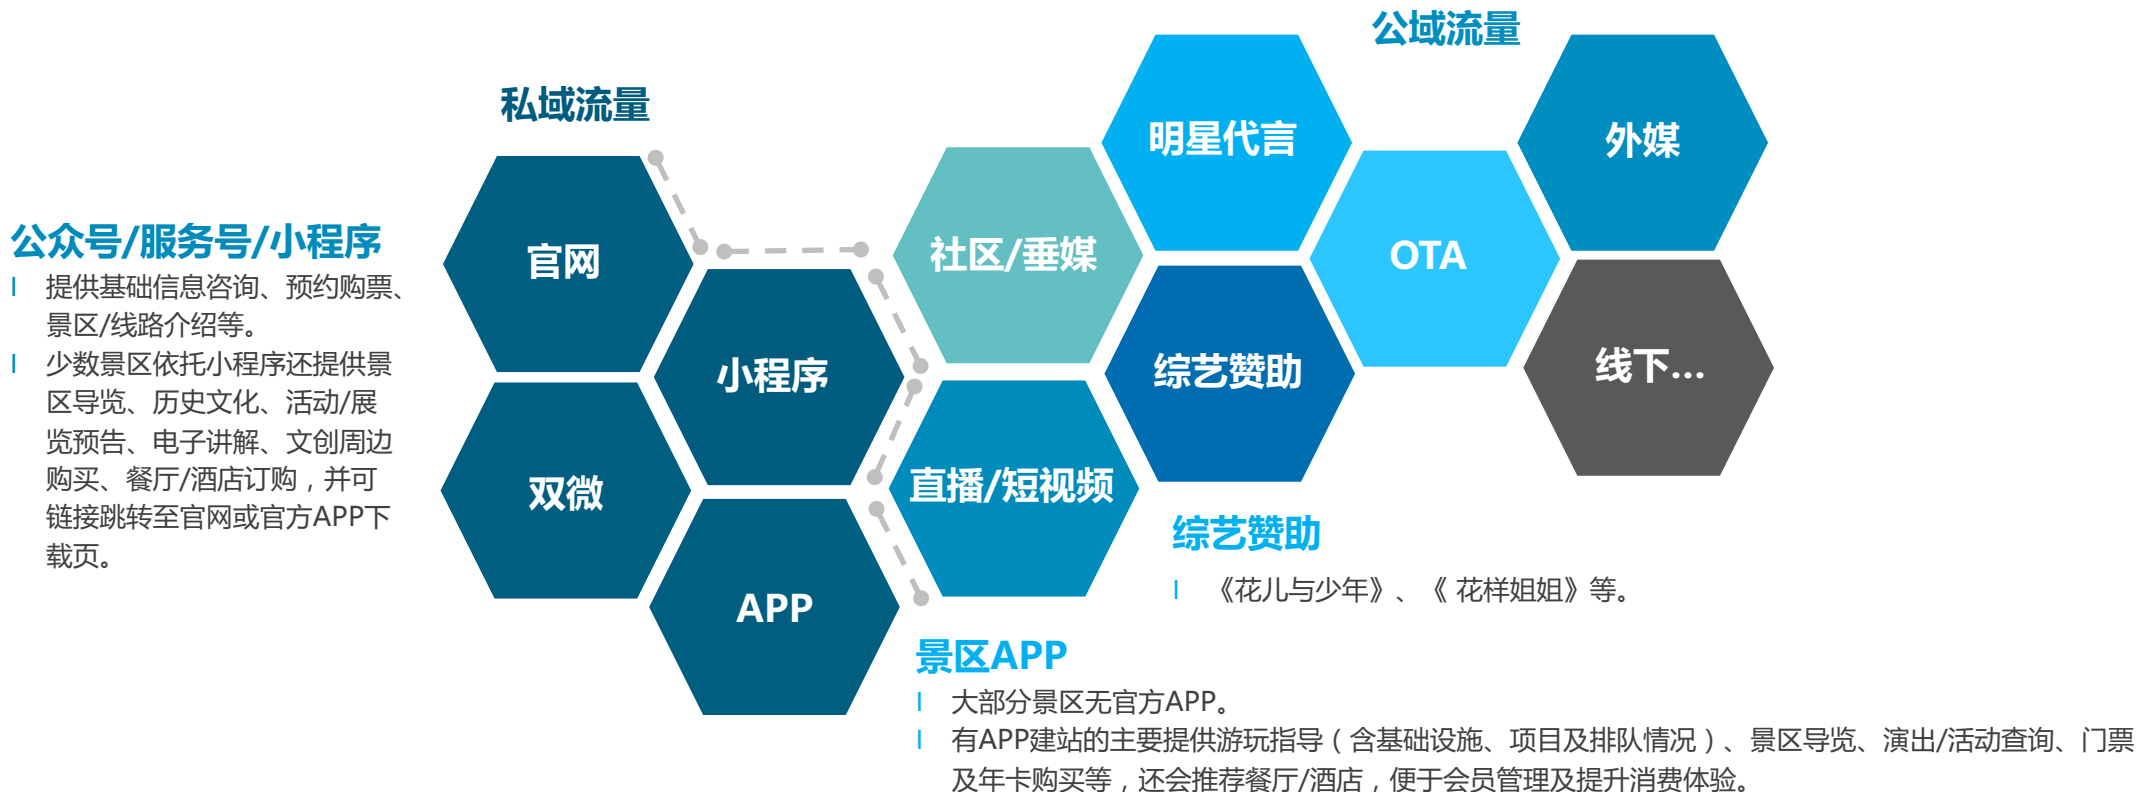 公域流量
私域流量
明星代言
外媒
公众号/服务号/小程序
官网
社区/垂媒
OTA
l 提供基础信息咨询、预约购票、
景区/线路介绍等。
l 少数景区依托小程序还提供景
区导览、历史文化、活动/展
览预告、电子讲解、文创周边
购买、餐厅/酒店订购，并可
链接跳转至官网或官方APP下
载页。
小程序
综艺赞助
线下...
双微
直播/短视频
APP
综艺赞助
l 《花儿与少年》、《 花样姐姐》等。
景区APP
l 大部分景区无官方APP。
l 有APP建站的主要提供游玩指导（含基础设施、项目及排队情况）、景区导览、演出/活动查询、门票
及年卡购买等，还会推荐餐厅/酒店，便于会员管理及提升消费体验。